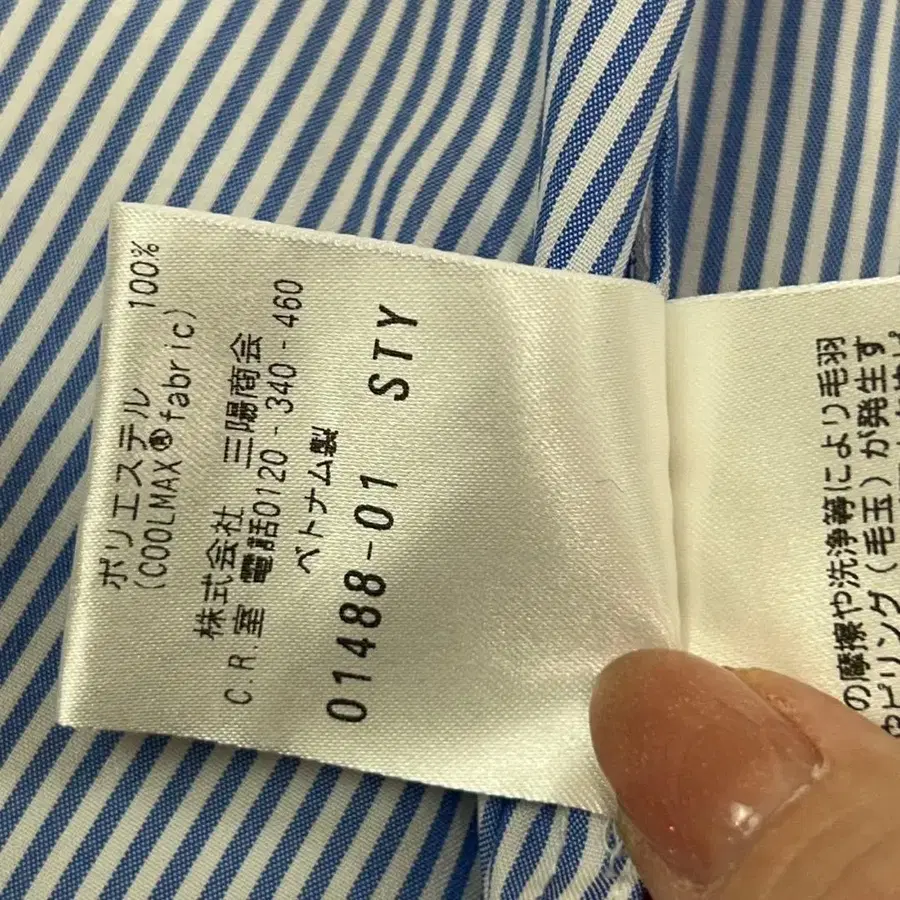 ポリエステル 100%
(COOLMAX® fabric)
株式会社 三陽商会
C.R.室 電話0120-340-460
ベトナム製
01488-01 STY
の摩擦や洗浄等により毛羽
やピリング(毛玉)が発生す